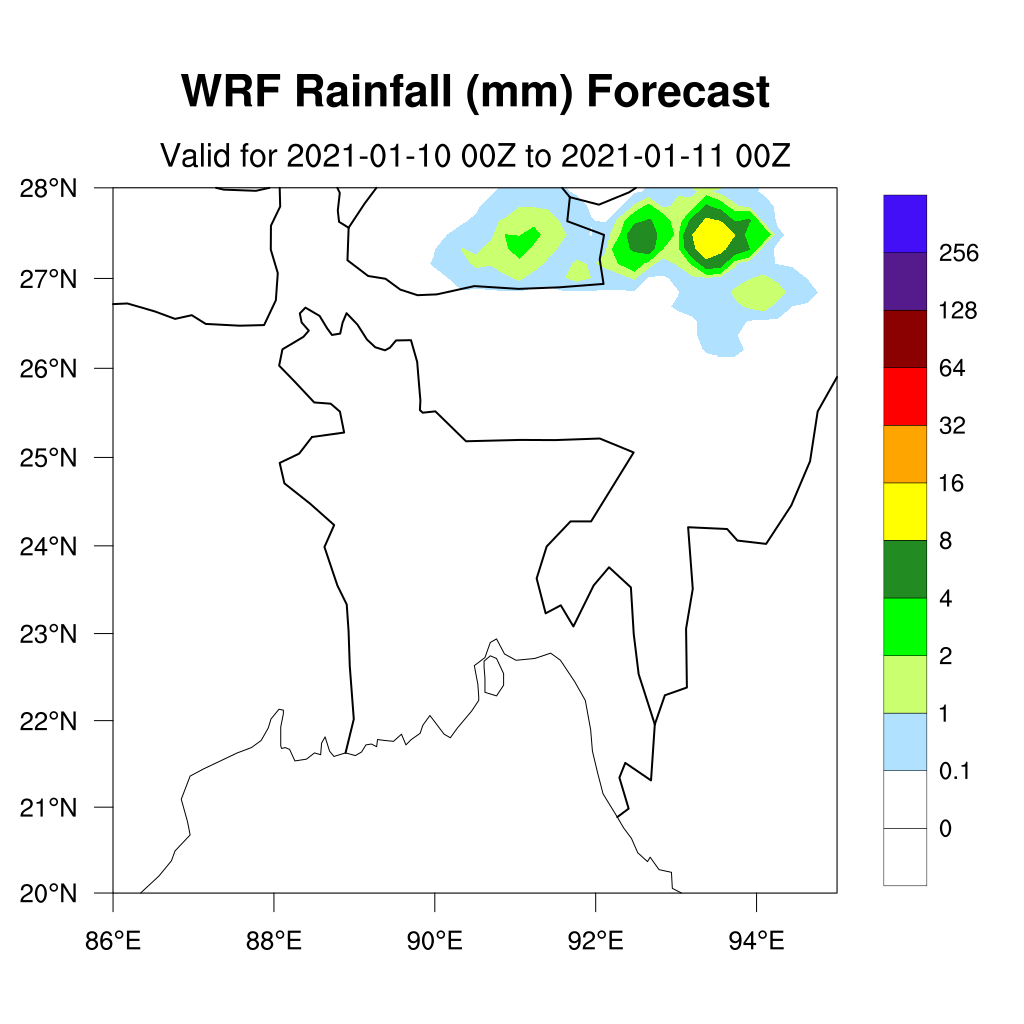 WRF Rainfall (mm) Forecast
Valid for 2021-01-10 00Z to 2021-01-11 00Z
28°N
27°N
26°N
25°N
24°N
23°N
22°N
21°N
20°N
86°E
88°E
90°E
92°E
94°E
256
128
64
32
16
8
4
2
1
0.1
0